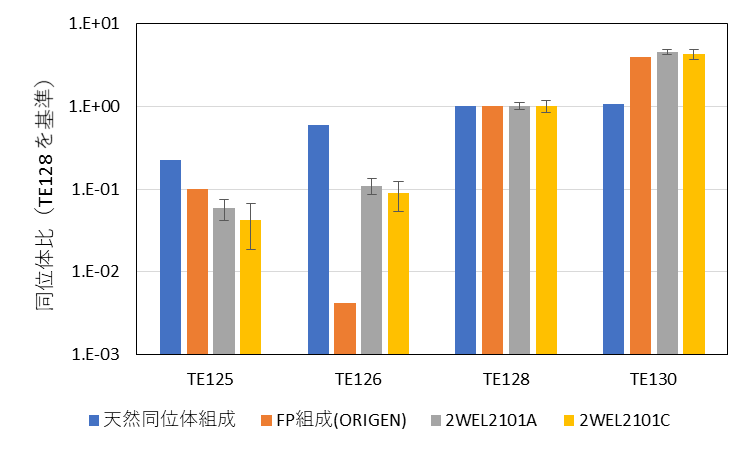 同位体比（TE128を基準）
1.E+01
1.E+00
1.E-01
1.E-02
1.E-03
TE125 TE126 TE128 TE130
天然同位体組成 FP組成(ORIGEN) 2WEL2101A 2WEL2101C